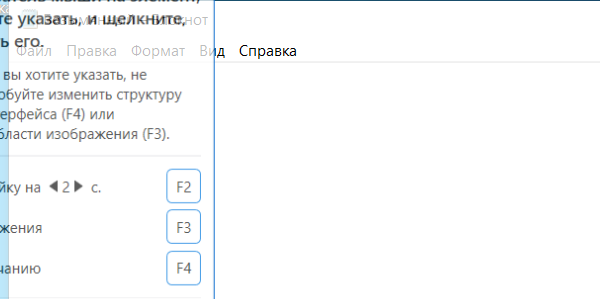 те указать, и щелкните,
ь его.
Файл Правка Формат Вид Справка
вы хотите указать, не
обуйте изменить структуру
ерфейса (F4) или
бласти изображения (F3).
йку на 2 с. F2
жения F3
чанию F4